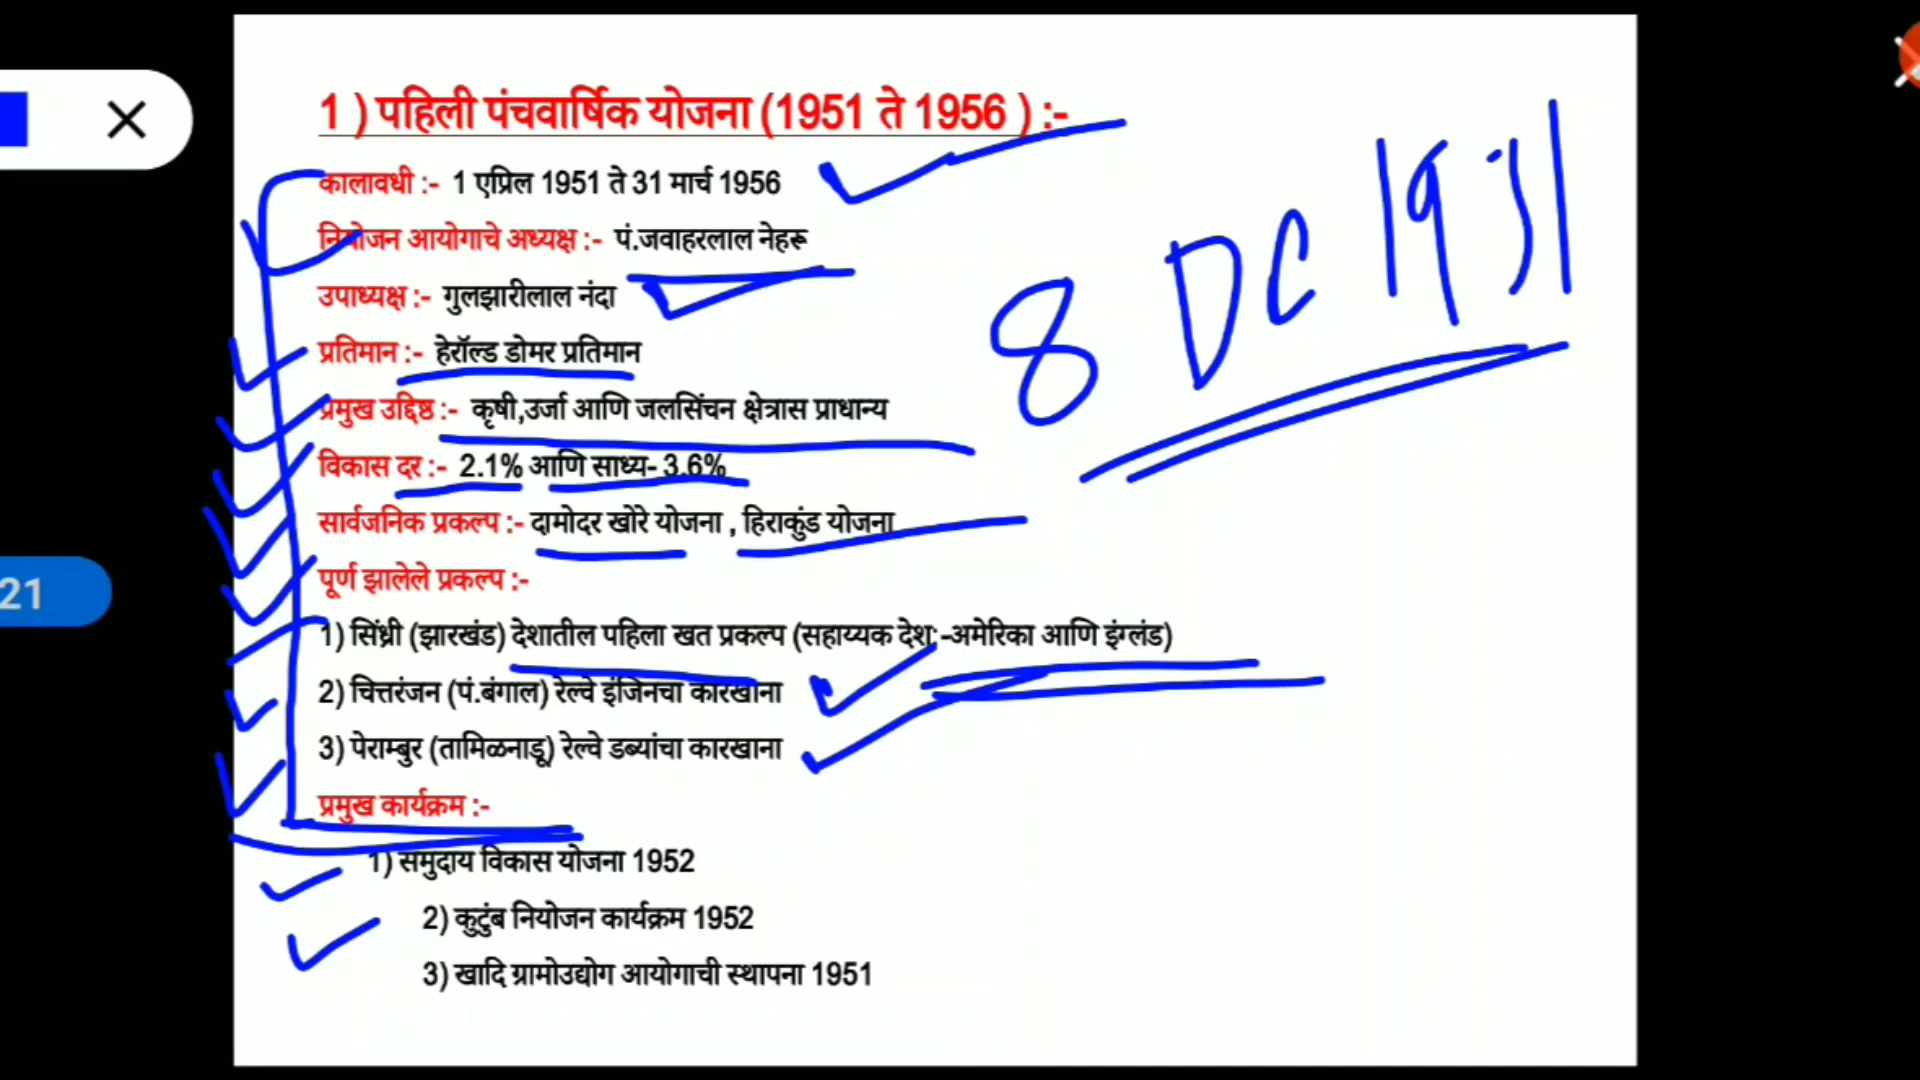 1 ) पहिली पंचवार्षिक योजना (1951 ते 1956 ) :-
कालावधी :- 1 एप्रिल 1951 ते 31 मार्च 1956
नियोजन आयोगाचे अध्यक्ष :- पं.जवाहरलाल नेहरू
उपाध्यक्ष :- गुलझारीलाल नंदा
प्रतिमान :- हेरॉल्ड डोमर प्रतिमान
प्रमुख उद्दिष्ठ :- कृषी,उर्जा आणि जलसिंचन क्षेत्रास प्राधान्य
विकास दर :- 2.1% आणि साध्य- 3.6%
सार्वजनिक प्रकल्प :- दामोदर खोरे योजना , हिराकुंड योजना
पूर्ण झालेले प्रकल्प :-
1) सिंध्री (झारखंड) देशातील पहिला खत प्रकल्प (सहाय्यक देश:-अमेरिका आणि इंग्लंड)
2) चित्तरंजन (पं.बंगाल) रेल्वे इंजिनचा कारखाना
3) पेराम्बुर (तामिळनाडू) रेल्वे डब्यांचा कारखाना
प्रमुख कार्यक्रम :-
1) समुदाय विकास योजना 1952
2) कुटुंब नियोजन कार्यक्रम 1952
3) खादि ग्रामोउद्योग आयोगाची स्थापना 1951
8 DC 1951
21